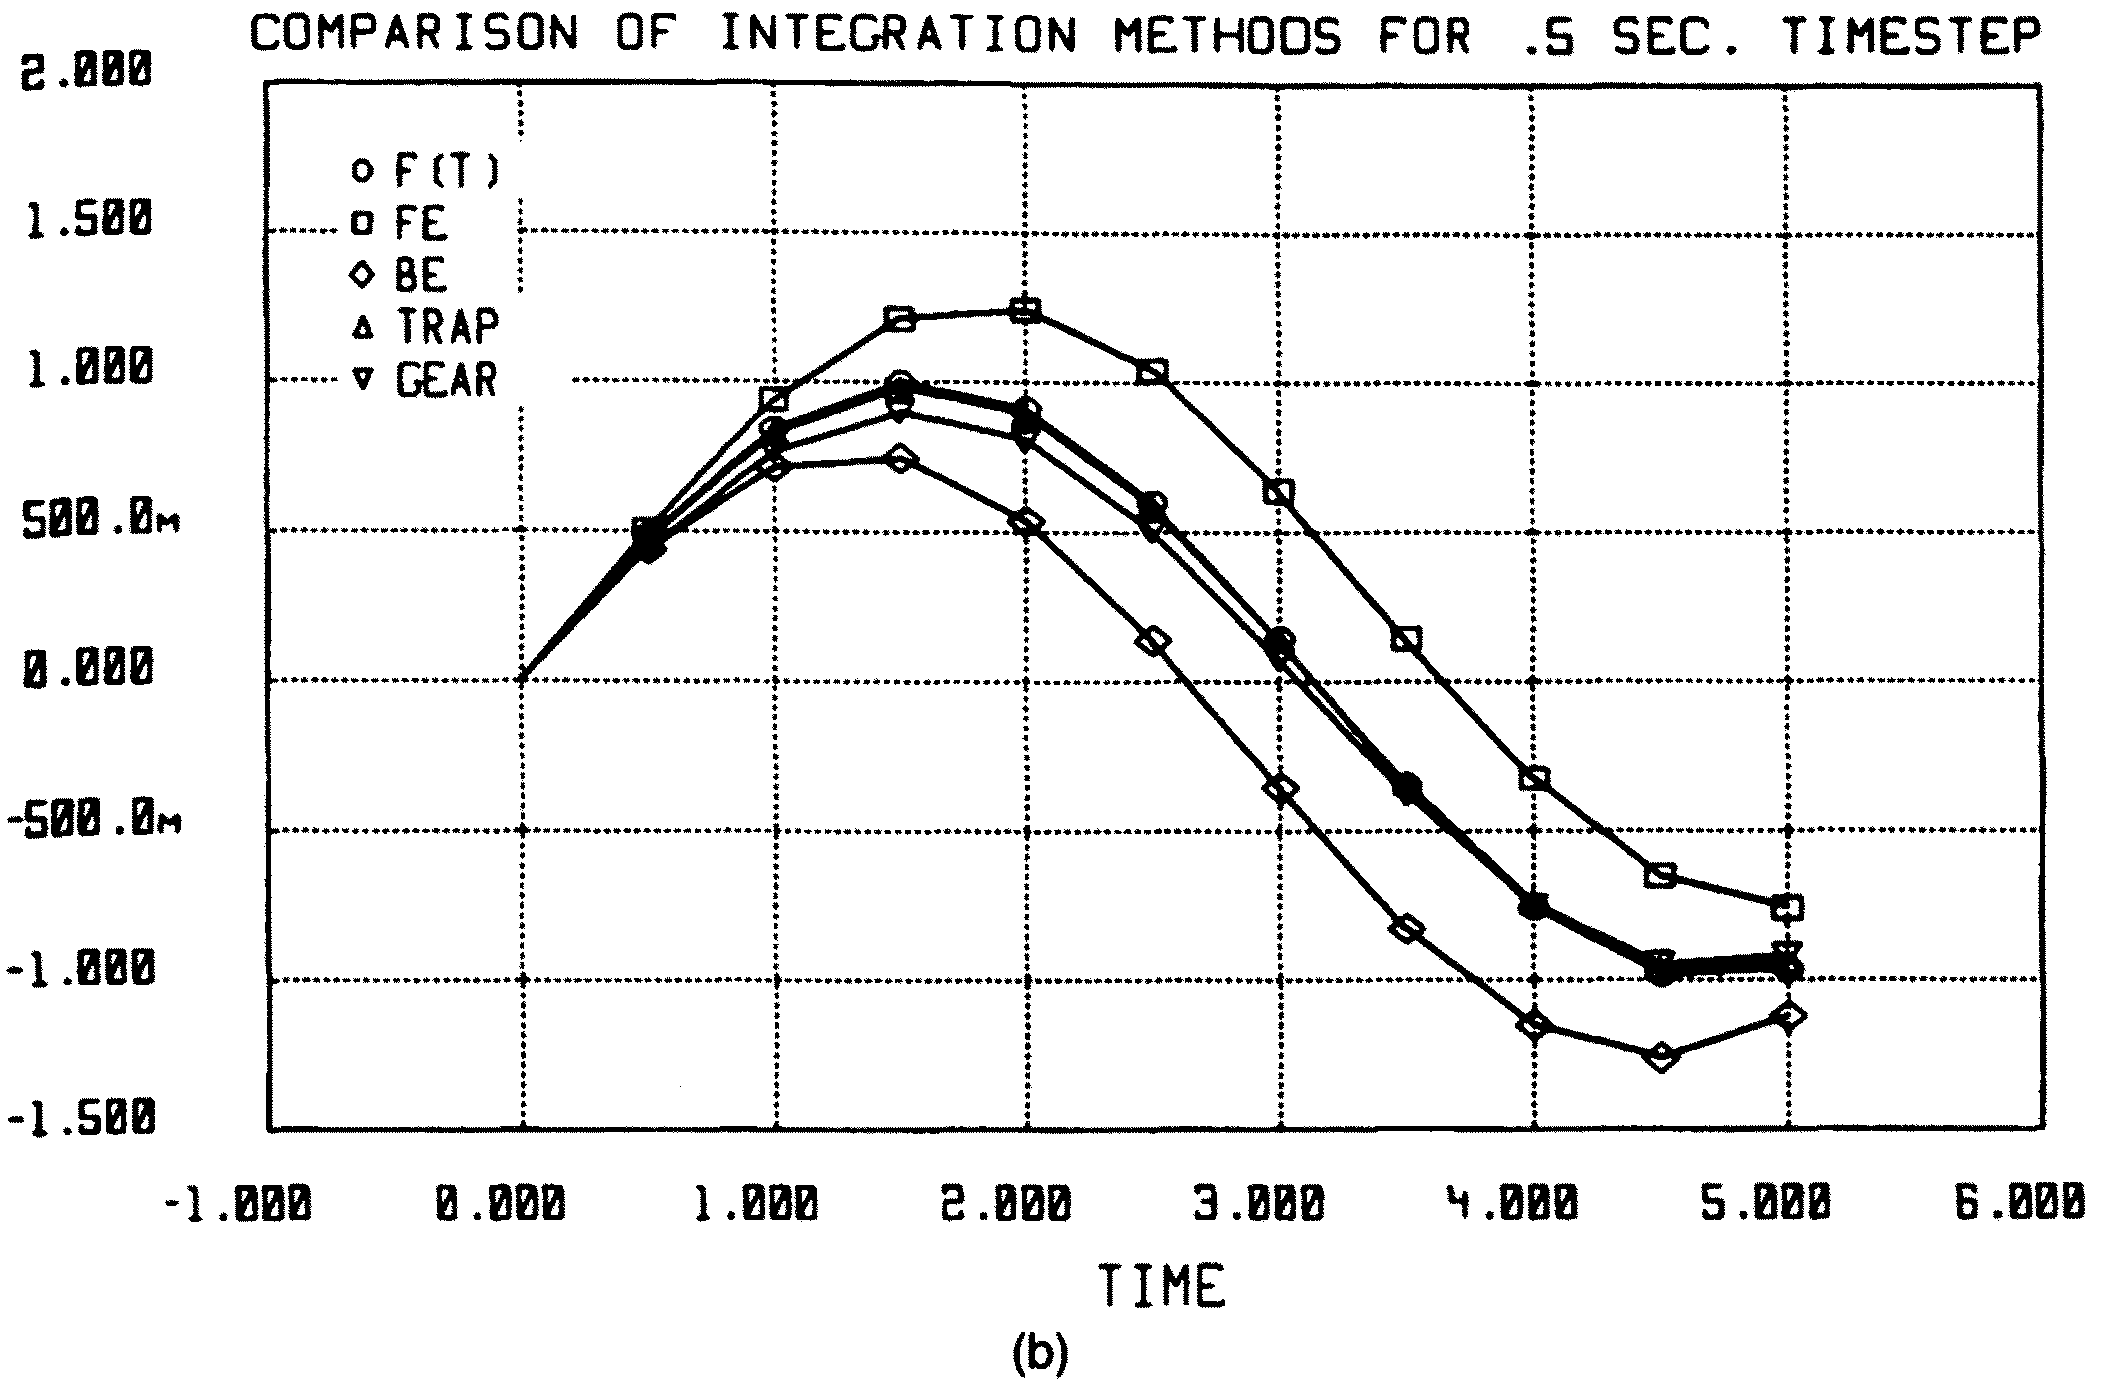 COMPARISON OF INTEGRATION METHODS FOR .5 SEC. TIMESTEP
2.000
F(T)
1.500
FE
BE
TRAP
1.000
GEAR
500.0M
0.000
-500.0M
-1.000
-1.500
-1.000 0.000 1.000 2.000 3.000 4.000 5.000 6.000
TIME
(b)